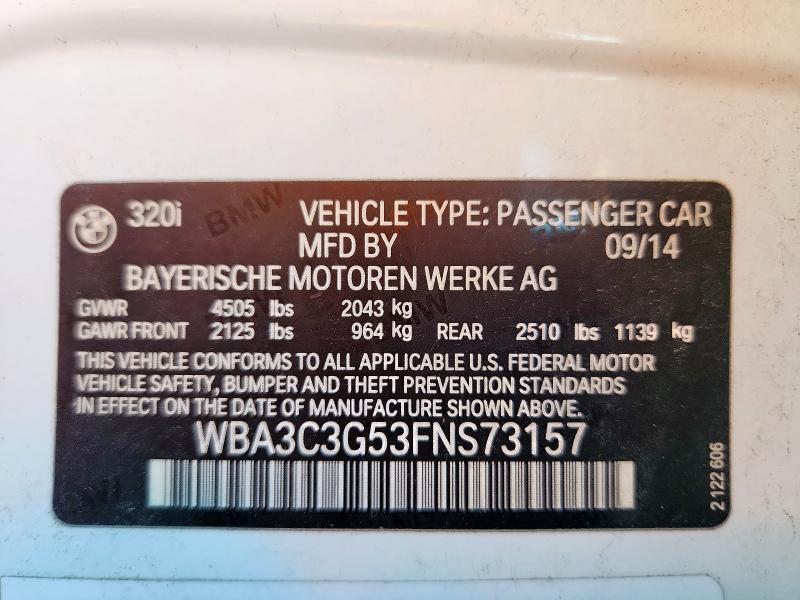 320i VEHICLE TYPE: PASSENGER CAR
MFD BY 09/14
BAYERISCHE MOTOREN WERKE AG
GVWR 4505 lbs 2043 kg
GAWR FRONT 2125 lbs 964 kg REAR 2510 lbs 1139 kg
THIS VEHICLE CONFORMS TO ALL APPLICABLE U.S. FEDERAL MOTOR
VEHICLE SAFETY, BUMPER AND THEFT PREVENTION STANDARDS
IN EFFECT ON THE DATE OF MANUFACTURE SHOWN ABOVE.
WBA3C3G53FNS73157
2 122 606
BMW